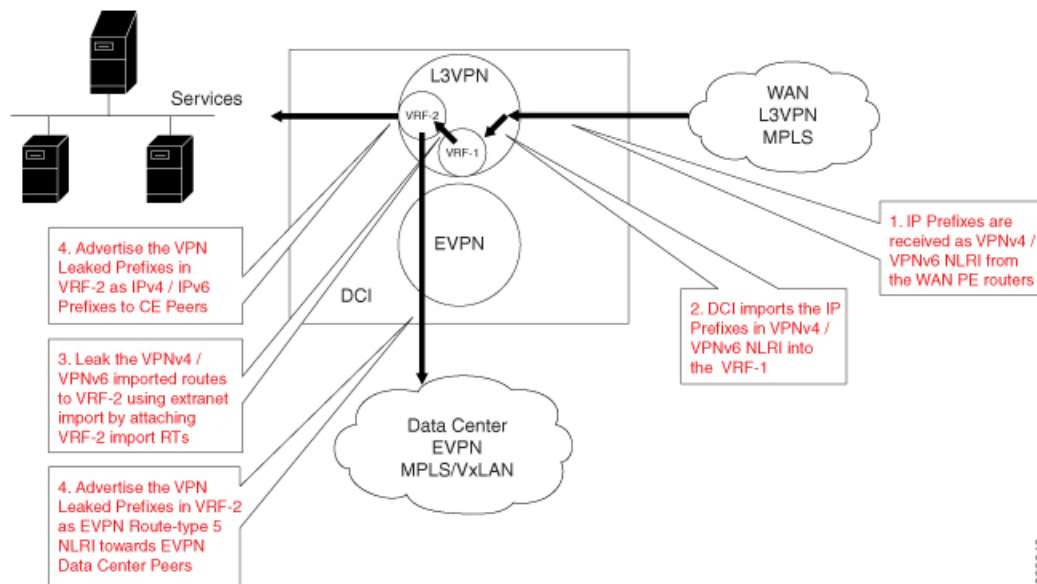 Services
L3VPN
VRF-2
VRF-1
EVPN
DCI
WAN
L3VPN
MPLS
1. IP Prefixes are
received as VPNv4 /
VPNv6 NLRI from
the WAN PE routers
2. DCI imports the IP
Prefixes in VPNv4 /
VPNv6 NLRI into
the VRF-1
4. Advertise the VPN
Leaked Prefixes in
VRF-2 as IPv4 / IPv6
Prefixes to CE Peers
3. Leak the VPNv4 /
VPNv6 imported routes
to VRF-2 using extranet
import by attaching
VRF-2 import RTs
4. Advertise the VPN
Leaked Prefixes in VRF-2
as EVPN Route-type 5
NLRI towards EVPN
Data Center Peers
Data Center
EVPN
MPLS/VxLAN